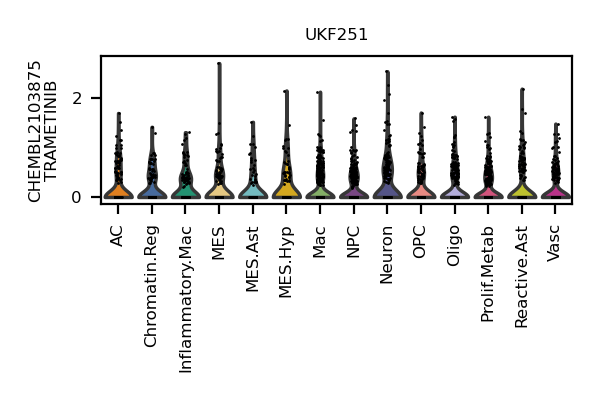 UKF251
CHEMBL2103875
TRAMETINIB
2
0
AC
Chromatin.Reg
Inflammatory.Mac
MES
MES.Ast
MES.Hyp
Mac
NPC
Neuron
OPC
Oligo
Prolif.Metab
Reactive.Ast
Vasc